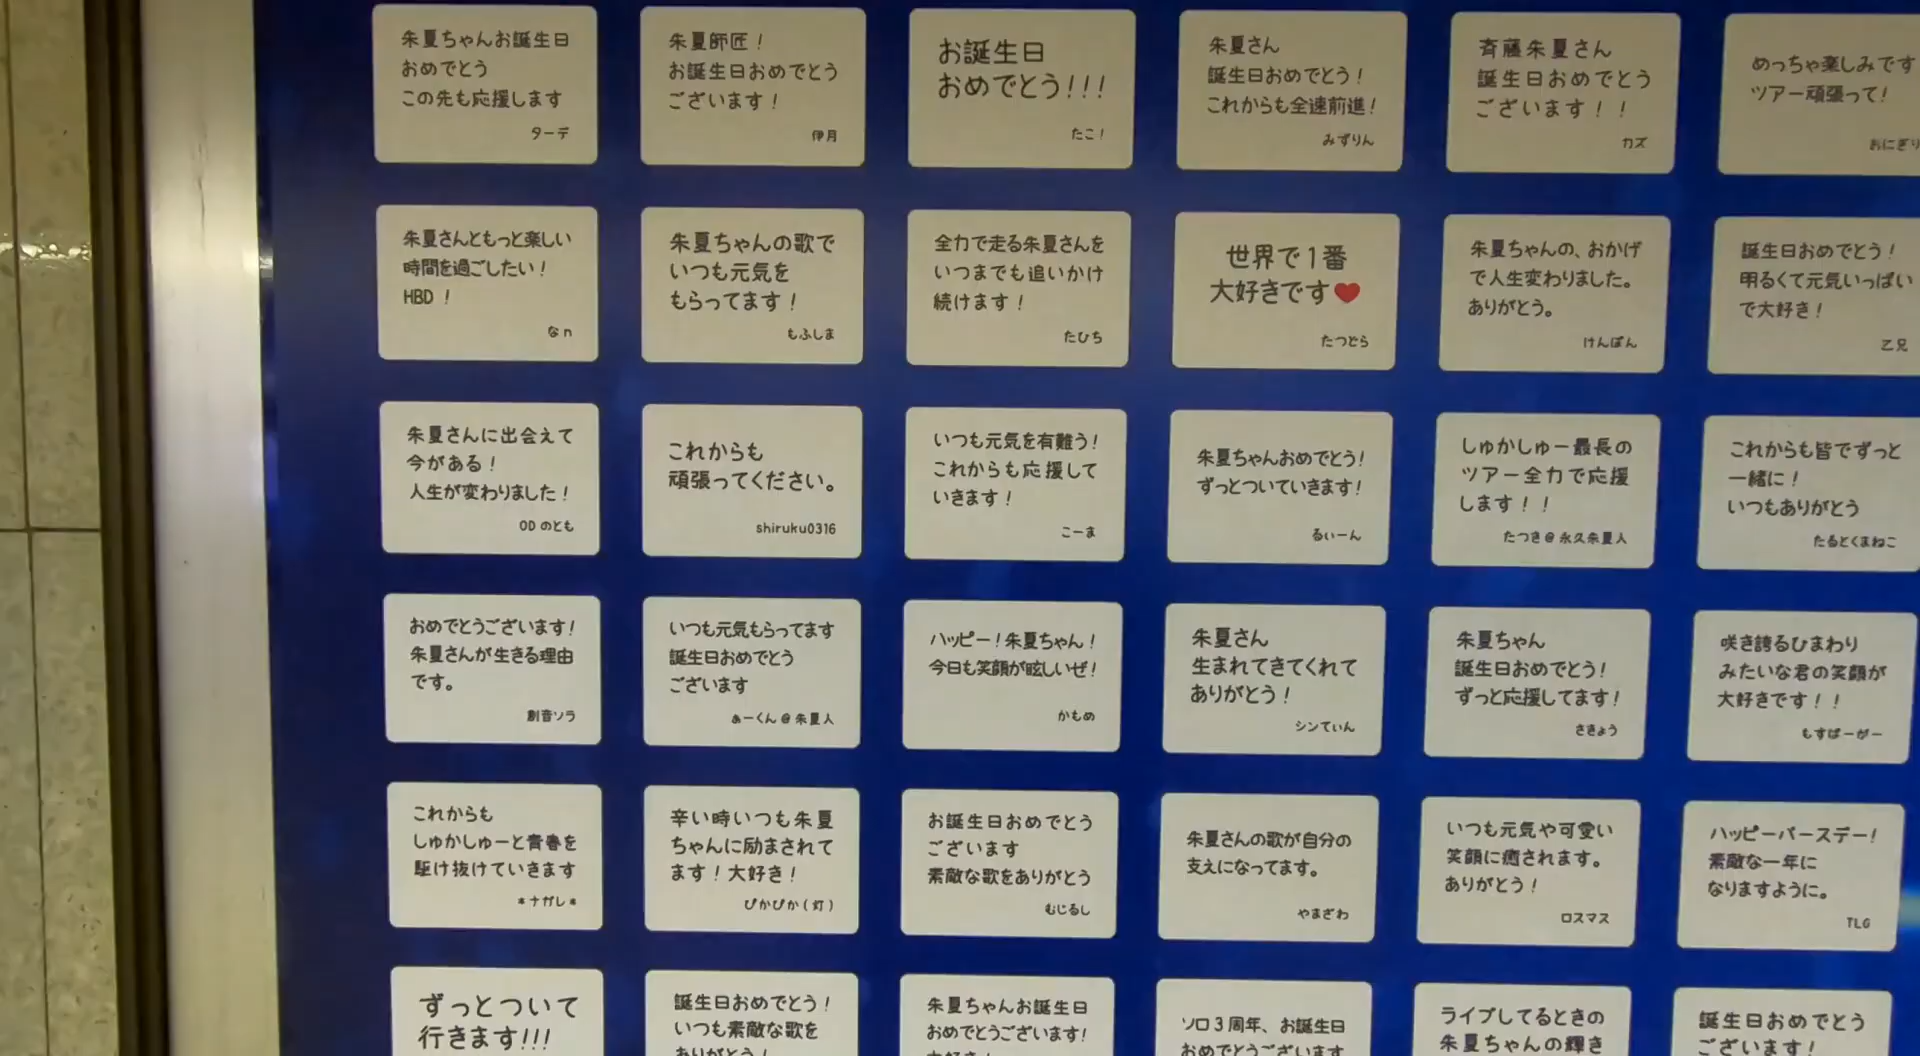 朱夏ちゃんお誕生日
おめでとう
この先も応援します
ターデ
朱夏師匠！
お誕生日おめでとう
ございます！
伊月
お誕生日
おめでとう!!!
たこ！
朱夏さん
誕生日おめでとう！
これからも全速前進！
みずりん
斉藤朱夏さん
誕生日おめでとう
ございます！！
カズ
めっちゃ楽しみです
ツアー頑張って！
おにぎり
朱夏さんともっと楽しい
時間を過ごしたい！
HBD！
なn
朱夏ちゃんの歌で
いつも元気を
もらってます！
もふしま
全力で走る朱夏さんを
いつまでも追いかけ
続けます！
たひち
世界で1番
大好きです❤
たつどら
朱夏ちゃんの、おかげ
で人生変わりました。
ありがとう。
けんぽん
誕生日おめでとう！
明るくて元気いっぱい
で大好き！
乙兄
朱夏さんに出会えて
今がある！
人生が変わりました！
ODのとも
これからも
頑張ってください。
shiruku0316
いつも元気を有難う！
これからも応援して
いきます！
こーま
朱夏ちゃんおめでとう！
ずっとついていきます！
るぃーん
しゅかしゅー最長の
ツアー全力で応援
します！！
たつき@永久朱夏人
これからも皆でずっと
一緒に！
いつもありがとう
たるとくまねこ
おめでとうございます！
朱夏さんが生きる理由
です。
創音ソラ
いつも元気もらってます
誕生日おめでとう
ございます
ぁーくん@朱夏人
ハッピー！朱夏ちゃん！
今日も笑顔が眩しいぜ！
かもめ
朱夏さん
生まれてきてくれて
ありがとう！
シンてぃん
朱夏ちゃん
誕生日おめでとう！
ずっと応援してます！
ききょう
咲き誇るひまわり
みたいな君の笑顔が
大好きです！！
もすばーがー
これからも
しゅかしゅーと青春を
駆け抜けていきます
*ナガレ*
辛い時いつも朱夏
ちゃんに励まされて
ます！大好き！
ぴかぴか(灯)
お誕生日おめでとう
ございます
素敵な歌をありがとう
むじるし
朱夏さんの歌が自分の
支えになってます。
やまざわ
いつも元気や可愛い
笑顔に癒されます。
ありがとう！
ロスマス
ハッピーバースデー！
素敵な一年に
なりますように。
TLG
ずっとついて
行きます!!!
誕生日おめでとう！
いつも素敵な歌を
ありがとう！
朱夏ちゃんお誕生日
おめでとうございます！
大好き！
ソロ3周年、お誕生日
おめでとうございます
ライブしてるときの
朱夏ちゃんの輝き
誕生日おめでとう
ございます！